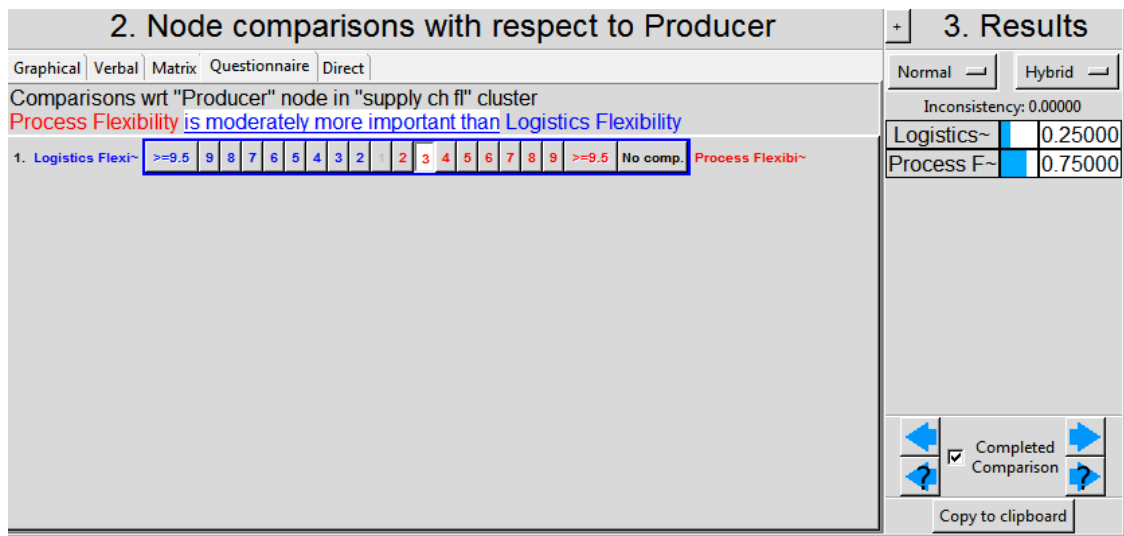 2. Node comparisons with respect to Producer
Graphical Verbal Matrix Questionnaire Direct
Comparisons wrt "Producer" node in "supply ch fl" cluster
Process Flexibility is moderately more important than Logistics Flexibility
1. Logistics Flexi~ >=9.5 9 8 7 6 5 4 3 2 1 2 3 4 5 6 7 8 9 >=9.5 No comp. Process Flexibi~
+ 3. Results
Normal Hybrid
Inconsistency: 0.00000
Logistics~ 0.25000
Process F~ 0.75000
Completed
Comparison
? ?
Copy to clipboard